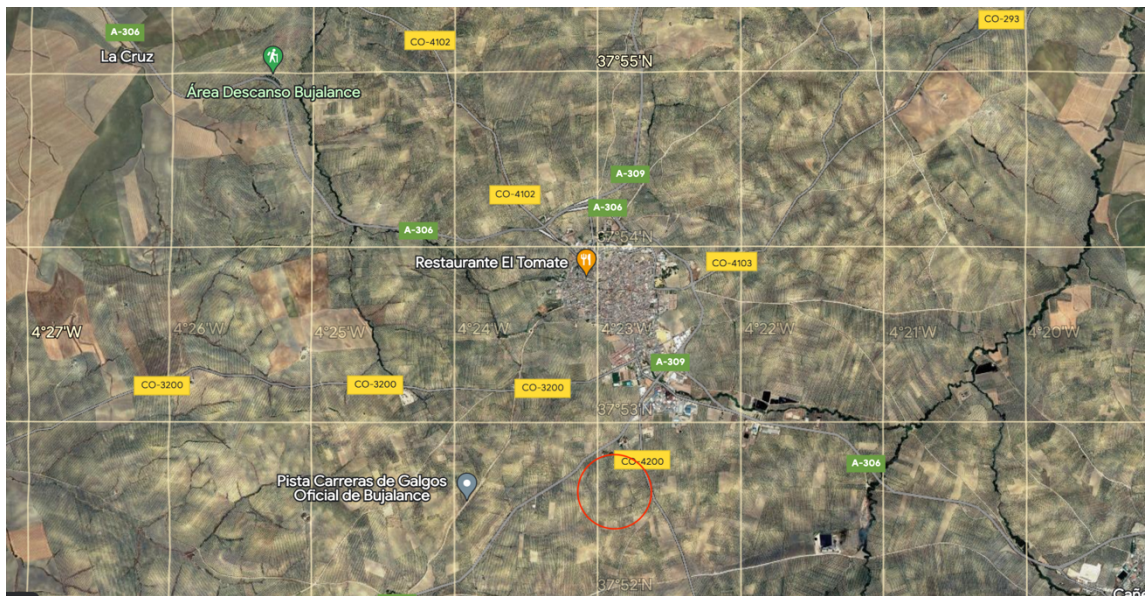 A-306
La Cruz
CO-4102
CO-293
Área Descanso Bujalance
37°55'N
CO-4102
A-309
A-306
A-306
37°54'N
Restaurante El Tomate
CO-4103
4°27'W
4°26'W
4°25'W
4°24'W
4°23'W
4°22'W
4°21'W
4°20'W
A-309
CO-3200
CO-3200
CO-3200
37°53'N
CO-4200
A-306
Pista Carreras de Galgos
Oficial de Bujalance
37°52'N
Cañ